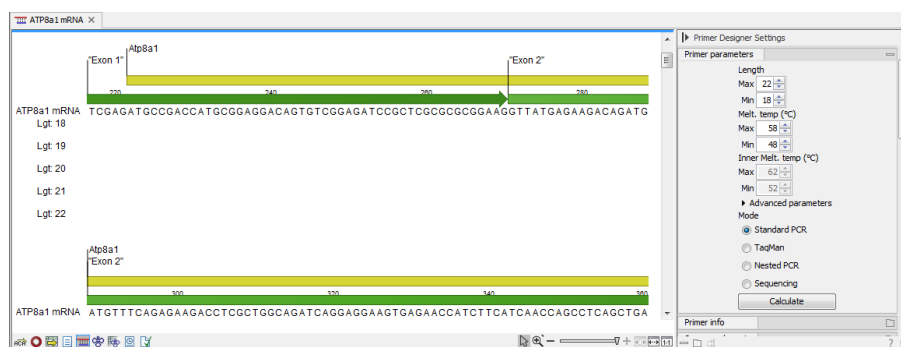 ATP8a1 mRNA
Primer Designer Settings
Primer parameters
Length
Max 22
Min 18
Melt. temp (°C)
Max 58
Min 48
Inner Melt. temp (°C)
Max 62
Min 52
Advanced parameters
Mode
Standard PCR
TaqMan
Nested PCR
Sequencing
Calculate
Primer info
Atp8a1
"Exon 1"
"Exon 2"
220 240 260 280
ATP8a1 mRNA TCGAGATGCCGACCATGCGGAGGACAGTGTCGGAGATCCGCTCGCGCGCGGAAGGTTATGAGAAGACAGATG
Lgt: 18
Lgt: 19
Lgt: 20
Lgt: 21
Lgt: 22
Atp8a1
"Exon 2"
300 320 340 360
ATP8a1 mRNA ATGTTTCAGAGAAGACCTCGCTGGCAGATCAGGAGGAAGTGAGAACCATCTTCATCAACCAGCCTCAGCTGA